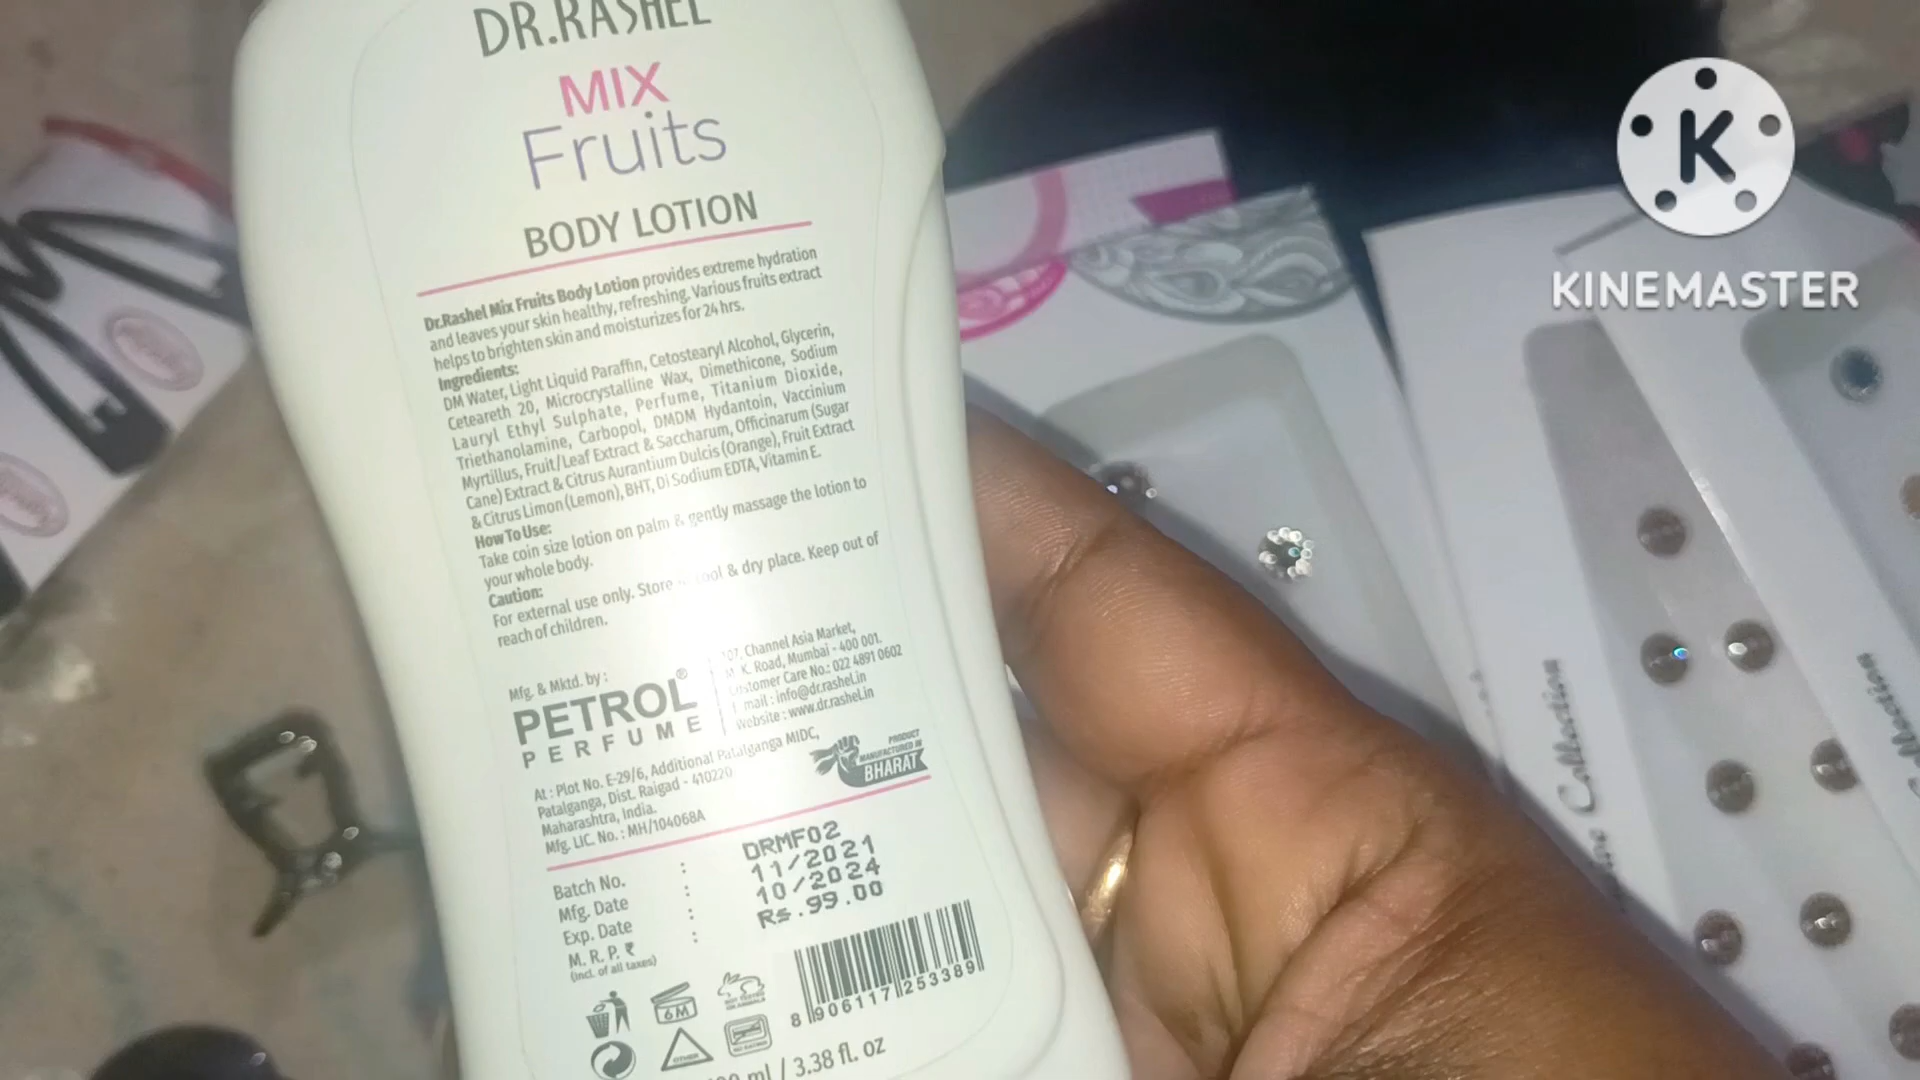 DR.RASHEL
MIX
Fruits
BODY LOTION
Dr.Rashel Mix Fruits Body Lotion provides extreme hydration
and leaves your skin healthy, refreshing. Various fruits extract
helps to brighten skin and moisturizes for 24 hrs.
Ingredients:
DM Water, Light Liquid Paraffin, Cetostearyl Alcohol, Glycerin,
Ceteareth 20, Microcrystalline Wax, Dimethicone, Sodium
Lauryl Ethyl Sulphate, Perfume, Titanium Dioxide,
Triethanolamine, Carbopol, DMDM Hydantoin, Vaccinium
Myrtillus, Fruit/Leaf Extract & Saccharum, Officinarum (Sugar
Cane) Extract & Citrus Aurantium Dulcis (Orange), Fruit Extract
& Citrus Limon (Lemon), BHT, Di Sodium EDTA, Vitamin E.
How To Use:
Take coin size lotion on palm & gently massage the lotion to
your whole body.
Caution:
For external use only. Store cool & dry place. Keep out of
reach of children.
Mfg. & Mktd. by :
PETROL®
PERFUME
107, Channel Asia Market,
M. K. Road, Mumbai - 400 001.
Customer Care No.: 022 4891 0602
mail : info@dr.rashel.in
Website : www.dr.rashel.in
At : Plot No. E-29/6, Additional Patalganga MIDC,
Patalganga, Dist. Raigad - 410220
Maharashtra, India.
Mfg. LIC. No. : MH/104068A
PRODUCT
MANUFACTURED IN
BHARAT
Batch No. : DRMF02
Mfg. Date : 11/2021
Exp. Date : 10/2024
M. R. P. ₹ : Rs.99.00
(Incl. of all taxes)
6M
NOT TESTED
ON ANIMALS
OTHER
8 906117 253389
ml / 3.38 fl. oz
K
KINEMASTER
Collection
Collection